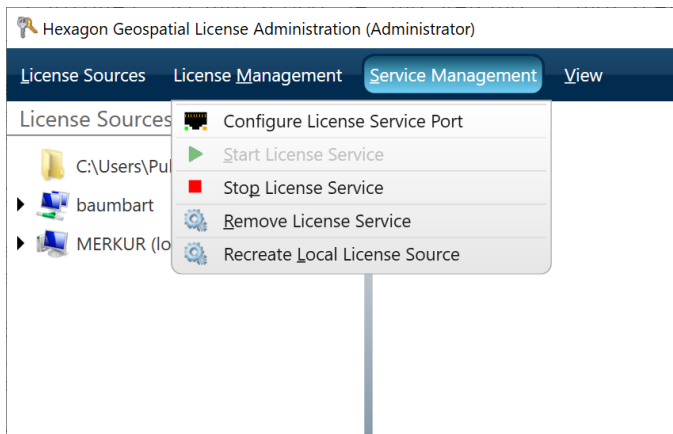 Hexagon Geospatial License Administration (Administrator)
License Sources License Management Service Management View
License Sources
Configure License Service Port
Start License Service
C:\Users\Pul
Stop License Service
baumbart
Remove License Service
MERKUR (lo
Recreate Local License Source